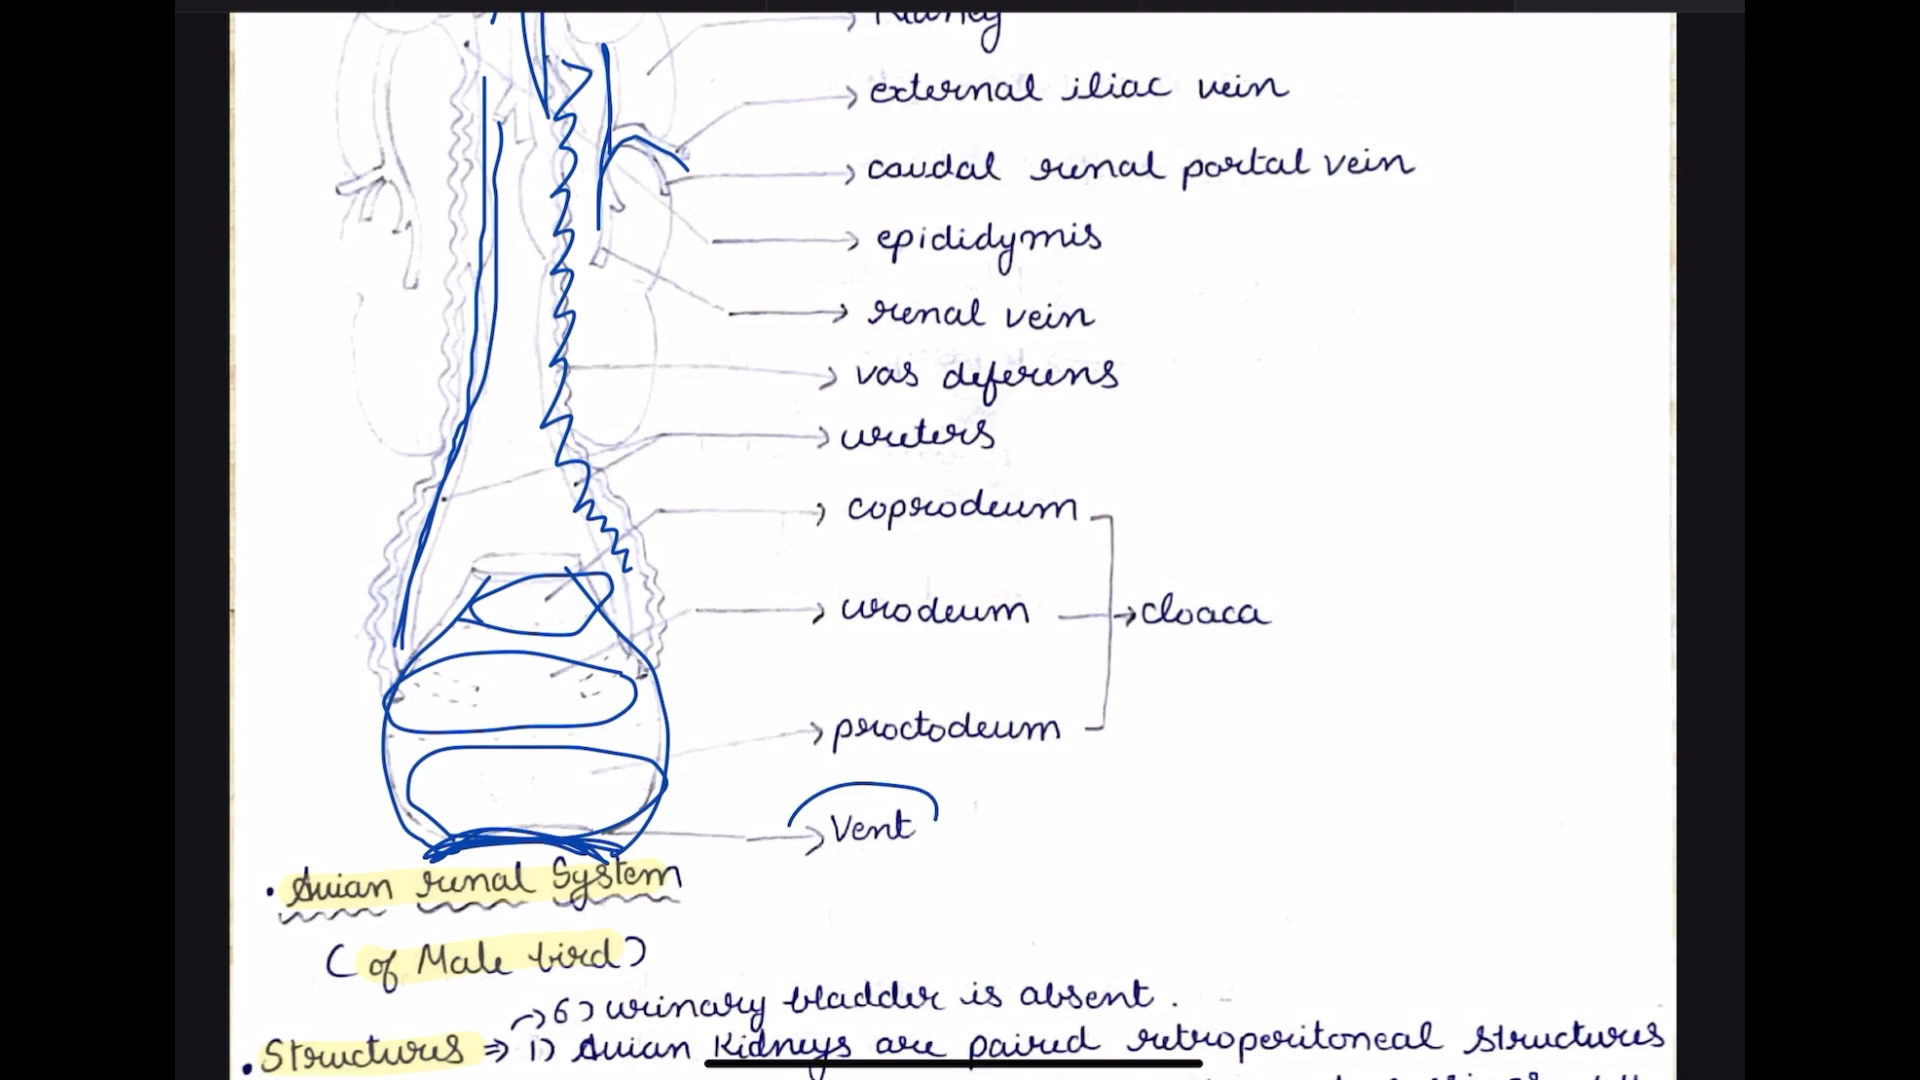 Kidney
external iliac vein
caudal renal portal vein
epididymis
renal vein
vas deferens
ureters
coprodeum
urodeum
cloaca
proctodeum
Vent
• Avian renal System
( of Male bird)
6) urinary bladder is absent.
• Structures ⇒ 1) Avian Kidneys are paired retroperitoneal structures